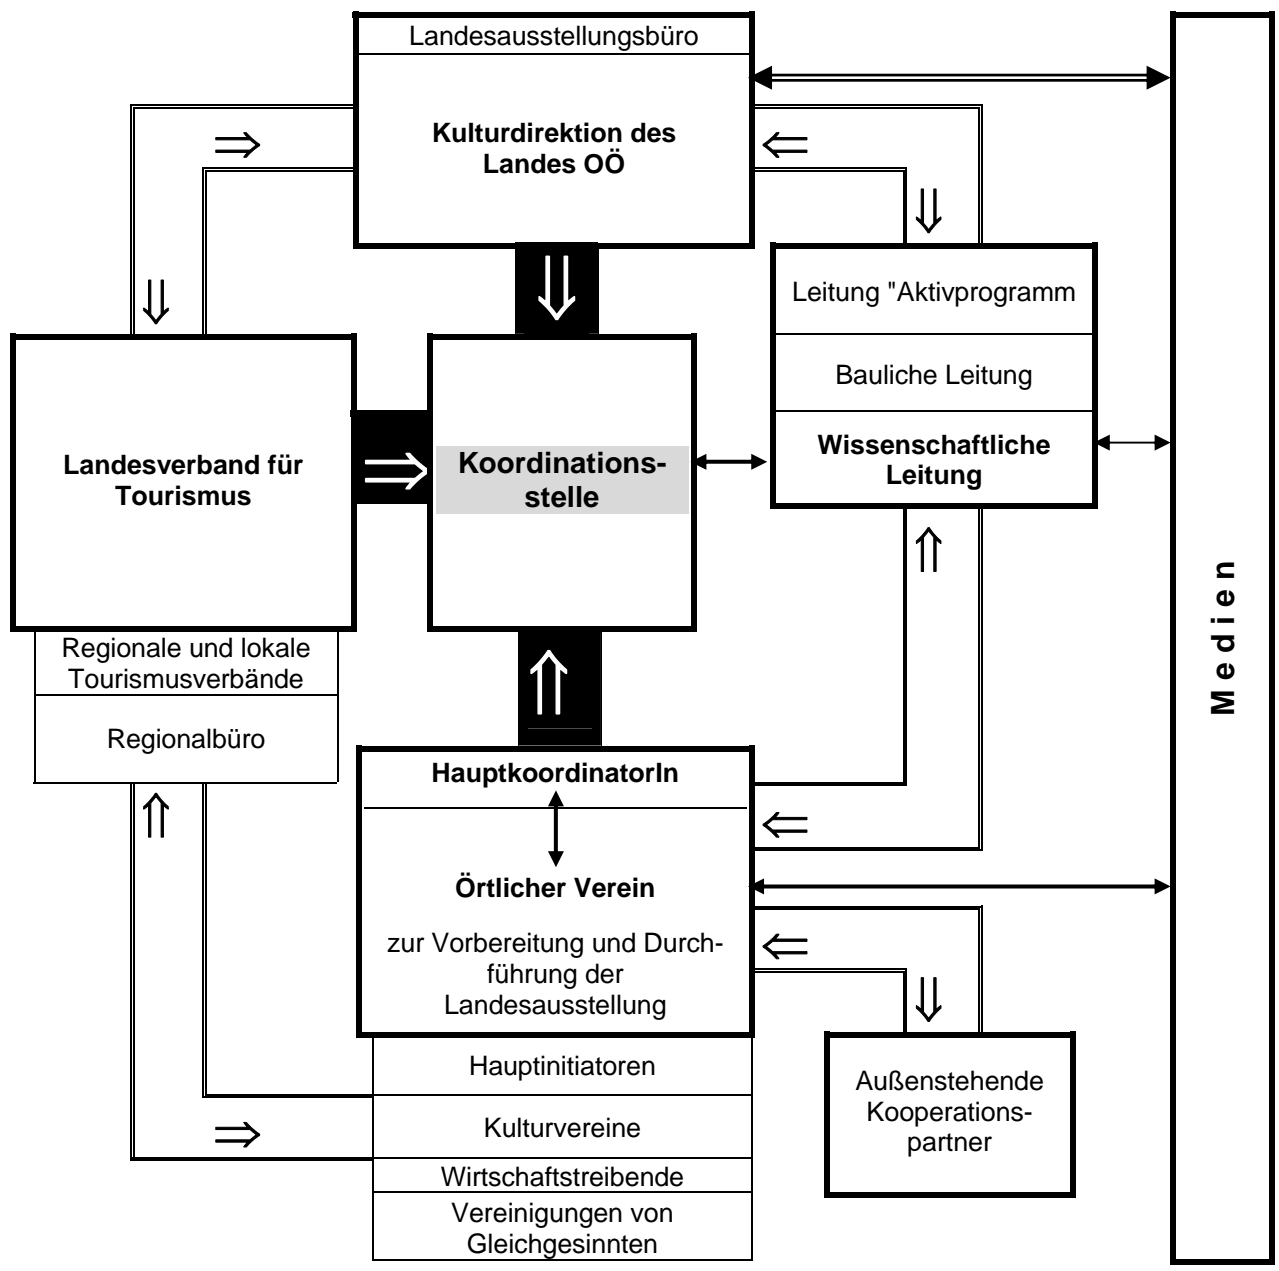 Landesausstellungsbüro
Kulturdirektion des
Landes OÖ
Leitung "Aktivprogramm
Bauliche Leitung
Wissenschaftliche
Leitung
Landesverband für
Tourismus
Koordinations-
stelle
Regionale und lokale
Tourismusverbände
Regionalbüro
HauptkoordinatorIn
Örtlicher Verein
zur Vorbereitung und Durch-
führung der
Landesausstellung
Hauptinitiatoren
Kulturvereine
Wirtschaftstreibende
Vereinigungen von
Gleichgesinnten
Außenstehende
Kooperations-
partner
Medien